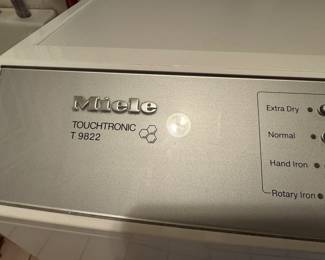 Miele
TOUCHTRONIC
T 9822
Extra Dry
Normal
Hand Iron
Rotary Iron